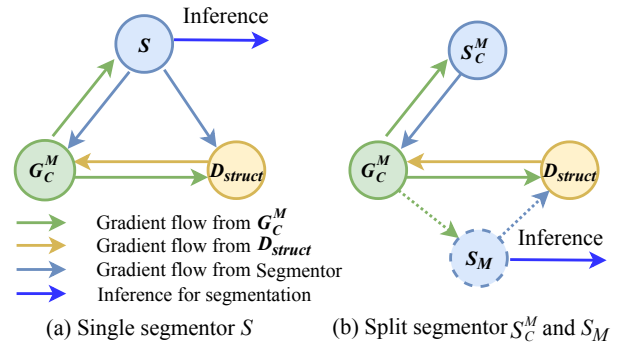 Inference
S
G_C^M
D_struct
Gradient flow from G_C^M
Gradient flow from D_struct
Gradient flow from Segmentor
Inference for segmentation
(a) Single segmentor S
S_C^M
G_C^M
D_struct
S_M
Inference
(b) Split segmentor S_C^M and S_M